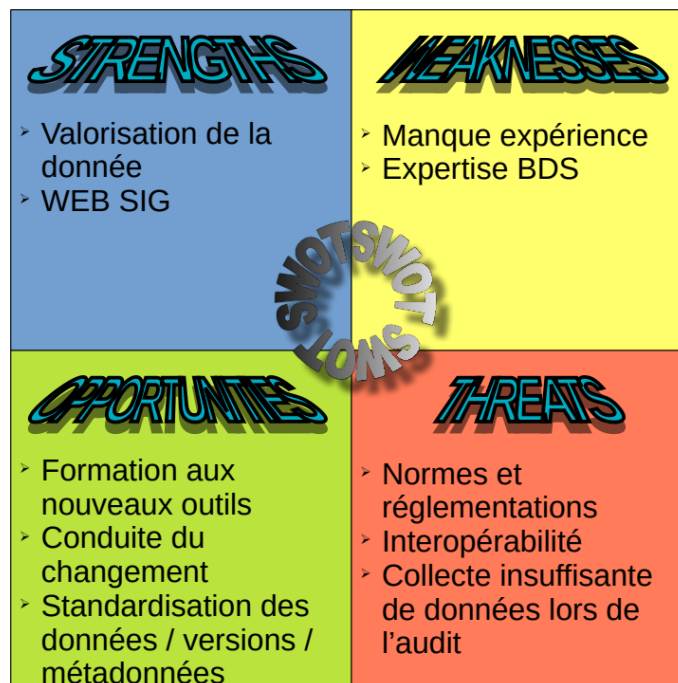 STRENGTHS
➢ Valorisation de la
donnée
➢ WEB SIG
WEAKNESSES
➢ Manque expérience
➢ Expertise BDS
SWOTSWOT SWOT
OPPORTUNITIES
➢ Formation aux
nouveaux outils
➢ Conduite du
changement
➢ Standardisation des
données / versions /
métadonnées
THREATS
➢ Normes et
réglementations
➢ Interopérabilité
➢ Collecte insuffisante
de données lors de
l’audit